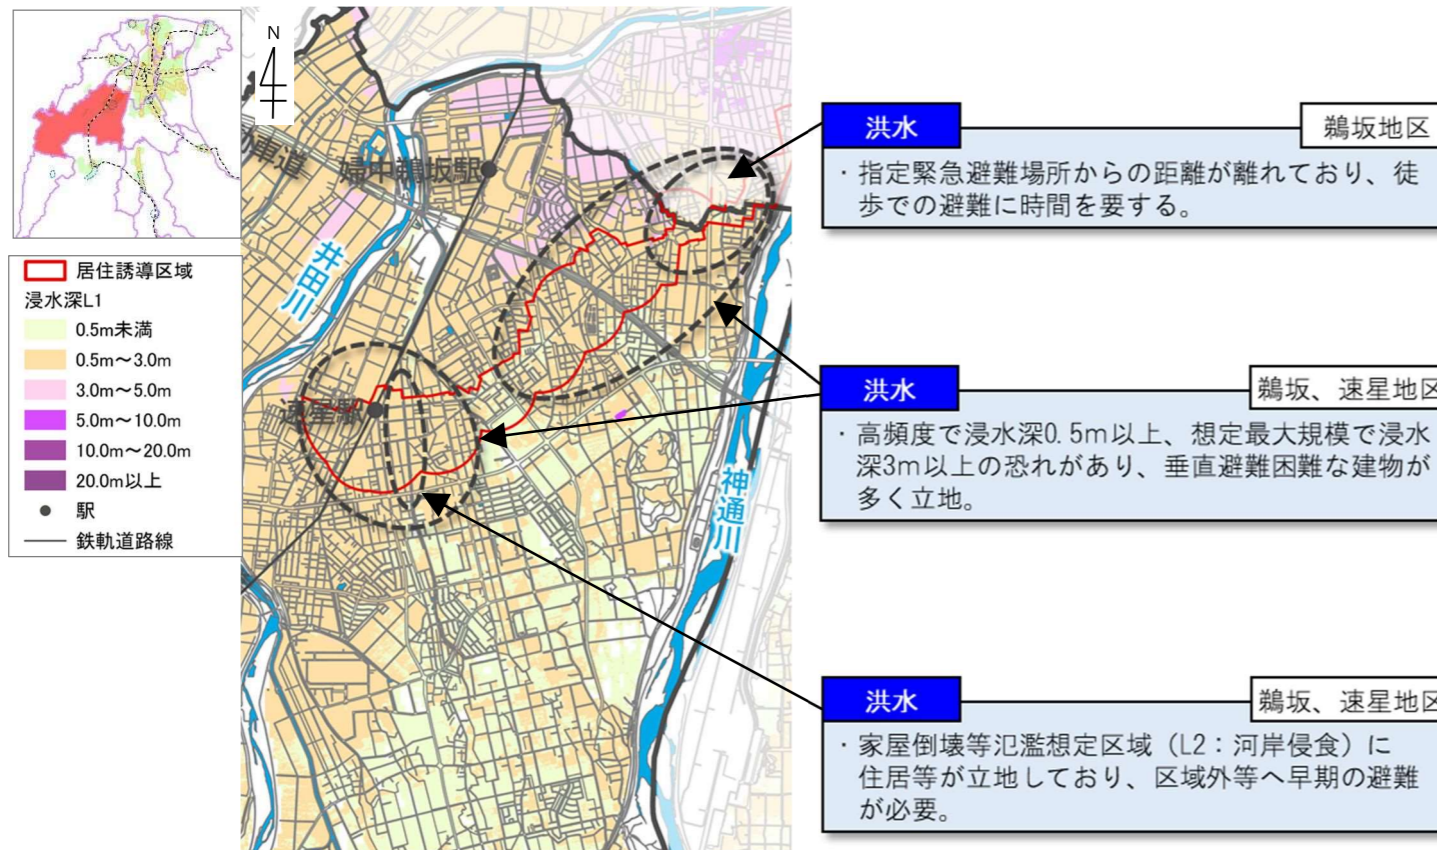 N
居住誘導区域
浸水深L1
0.5m未満
0.5m～3.0m
3.0m～5.0m
5.0m～10.0m
10.0m～20.0m
20.0m以上
駅
鉄軌道路線
車道
婦中鵜坂駅
井田川
速星駅
神通川
洪水
鵜坂地区
・指定緊急避難場所からの距離が離れており、徒
歩での避難に時間を要する。
洪水
鵜坂、速星地区
・高頻度で浸水深0.5m以上、想定最大規模で浸水
深3m以上の恐れがあり、垂直避難困難な建物が
多く立地。
洪水
鵜坂、速星地区
・家屋倒壊等氾濫想定区域（L2：河岸侵食）に
住居等が立地しており、区域外等へ早期の避難
が必要。